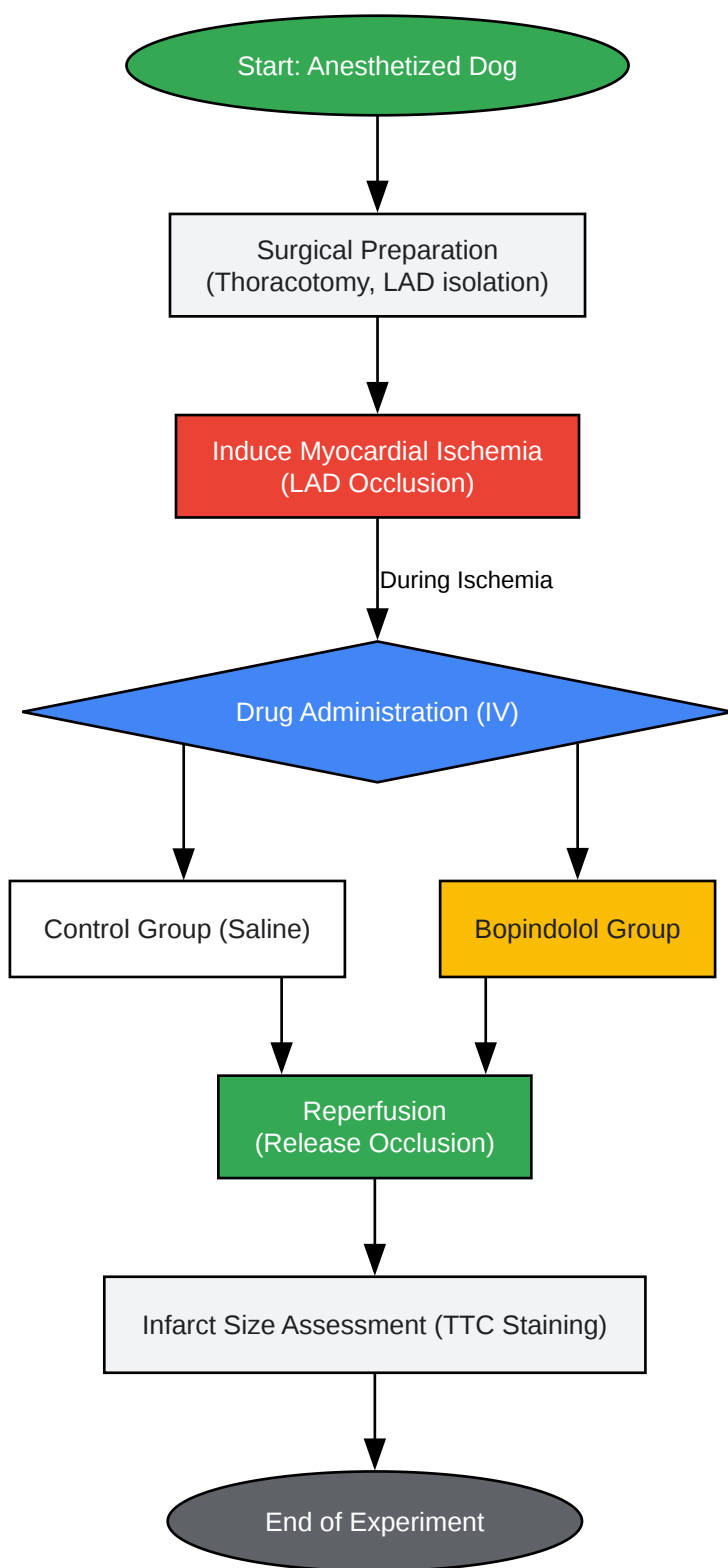 Start: Anesthetized Dog
Surgical Preparation
(Thoracotomy, LAD isolation)
Induce Myocardial Ischemia
(LAD Occlusion)
During Ischemia
Drug Administration (IV)
Control Group (Saline)
Bopindolol Group
Reperfusion
(Release Occlusion)
Infarct Size Assessment (TTC Staining)
End of Experiment